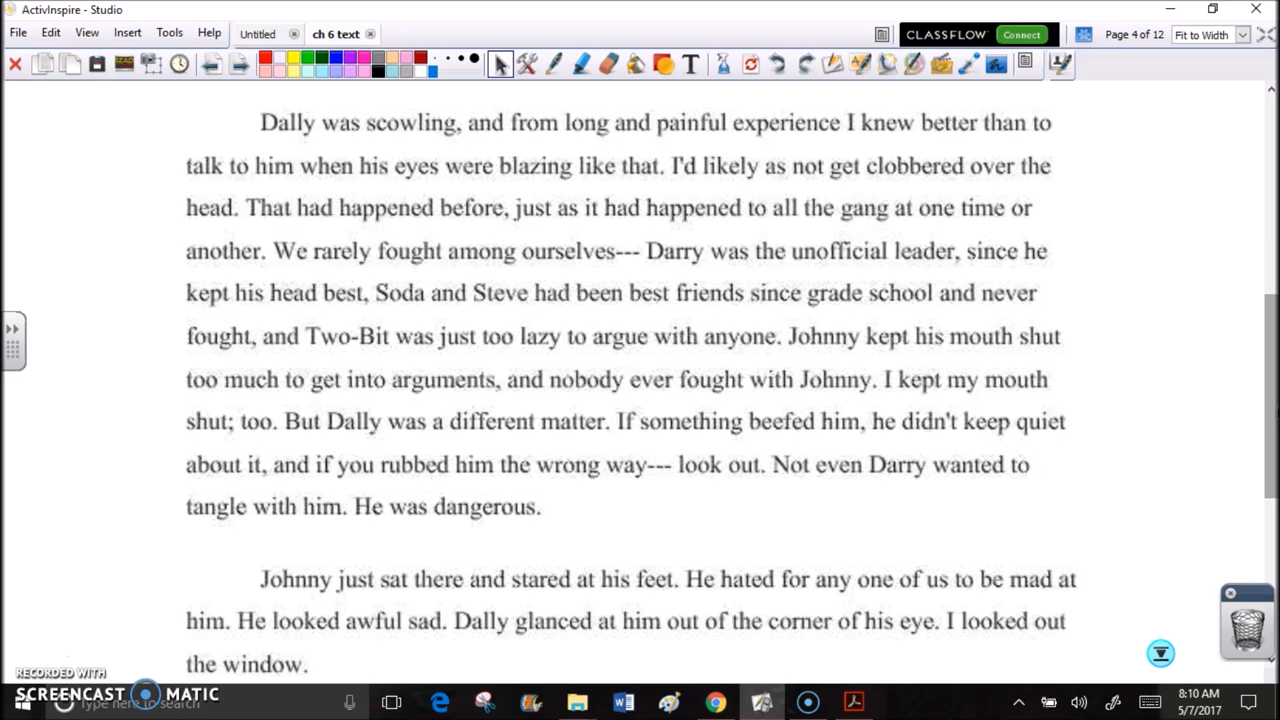 ActivInspire - Studio
File Edit View Insert Tools Help Untitled ch 6 text CLASSFLOW Connect Page 4 of 12 Fit to Width
Dally was scowling, and from long and painful experience I knew better than to
talk to him when his eyes were blazing like that. I'd likely as not get clobbered over the
head. That had happened before, just as it had happened to all the gang at one time or
another. We rarely fought among ourselves--- Darry was the unofficial leader, since he
kept his head best, Soda and Steve had been best friends since grade school and never
fought, and Two-Bit was just too lazy to argue with anyone. Johnny kept his mouth shut
too much to get into arguments, and nobody ever fought with Johnny. I kept my mouth
shut; too. But Dally was a different matter. If something beefed him, he didn't keep quiet
about it, and if you rubbed him the wrong way--- look out. Not even Darry wanted to
tangle with him. He was dangerous.
Johnny just sat there and stared at his feet. He hated for any one of us to be mad at
him. He looked awful sad. Dally glanced at him out of the corner of his eye. I looked out
the window.
RECORDED WITH
SCREENCAST MATIC
Type here to search
8:10 AM
5/7/2017